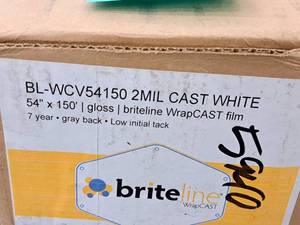 BL-WCV54150 2MIL CAST WHITE
54" x 150' | gloss | briteline WrapCAST film
7 year • gray back • Low initial tack
briteline
WrapCAST